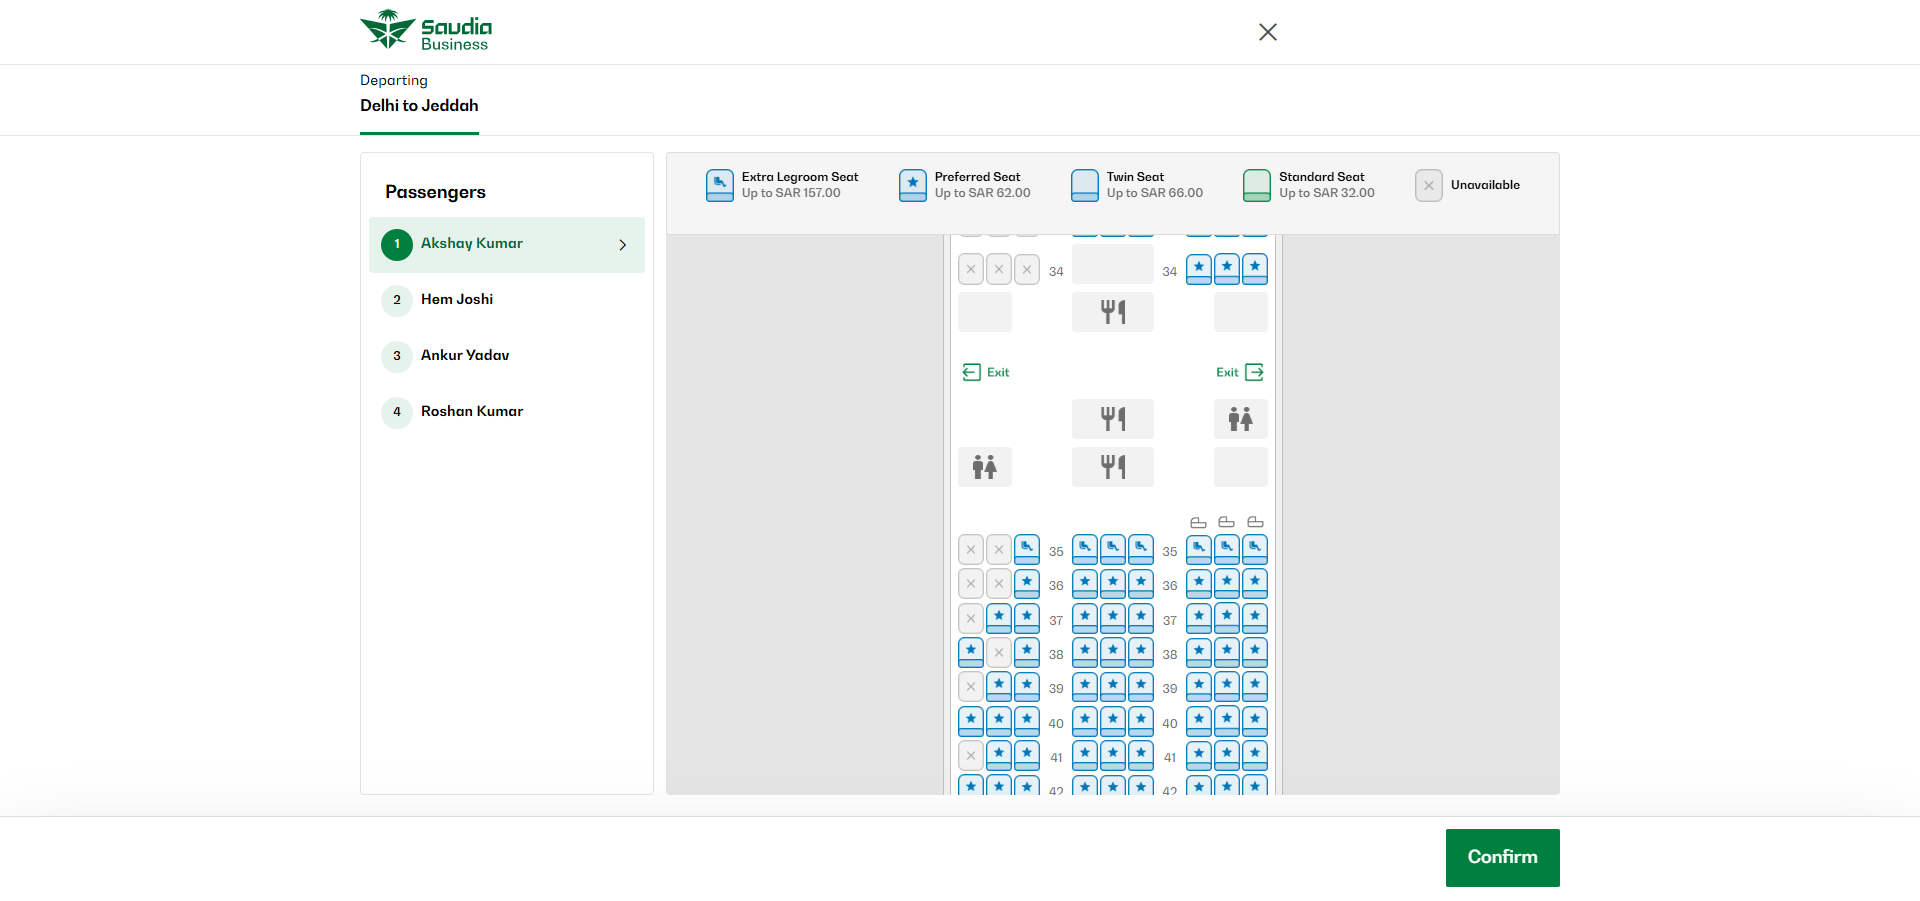 Saudia
Business
Departing
Delhi to Jeddah
Passengers
1 Akshay Kumar
2 Hem Joshi
3 Ankur Yadav
4 Roshan Kumar
Extra Legroom Seat
Up to SAR 157.00
Preferred Seat
Up to SAR 62.00
Twin Seat
Up to SAR 66.00
Standard Seat
Up to SAR 32.00
Unavailable
34 34
Exit Exit
35 35
36 36
37 37
38 38
39 39
40 40
41 41
42 42
Confirm